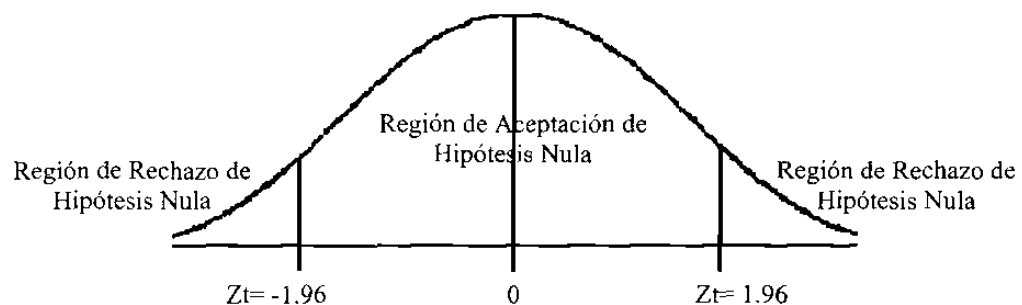 Región de Aceptación de
Hipótesis Nula
Región de Rechazo de
Hipótesis Nula
Región de Rechazo de
Hipótesis Nula
Zt= -1.96
0
Zt= 1.96